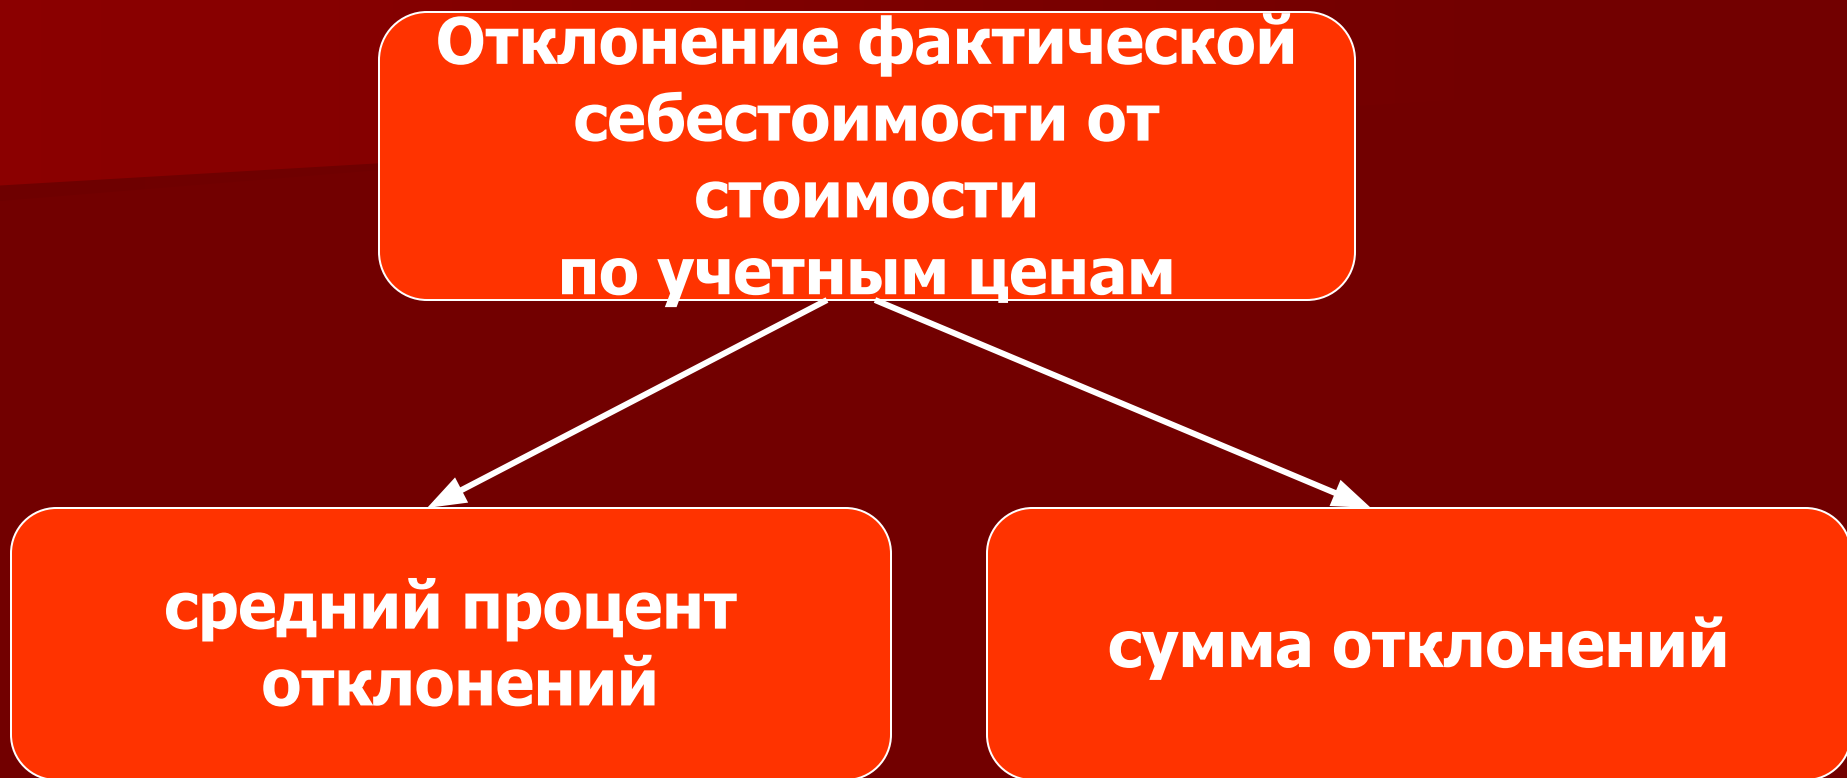 Отклонение фактической
себестоимости от
стоимости
по учетным ценам
средний процент
отклонений
сумма отклонений